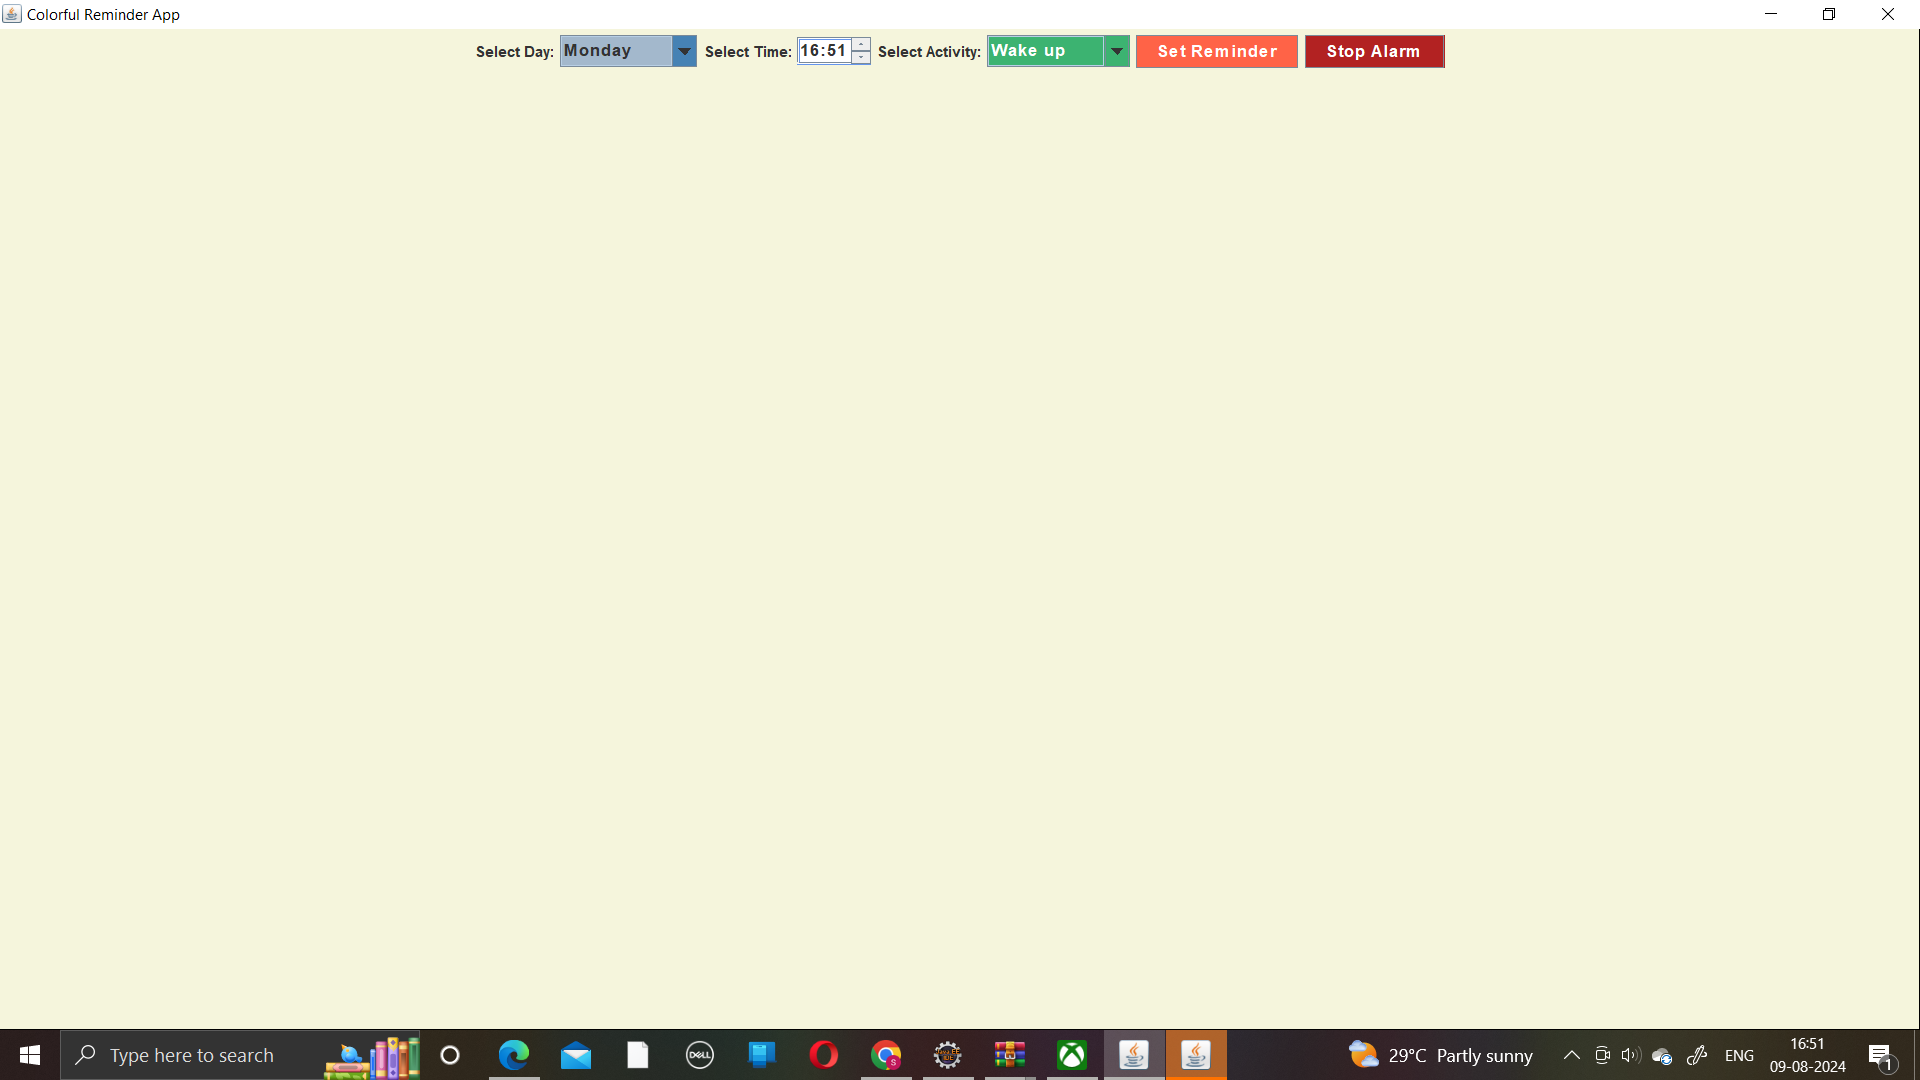 Colorful Reminder App
Select Day: Monday Select Time: 16:51 Select Activity: Wake up Set Reminder Stop Alarm
Type here to search
DELL
S
29°C Partly sunny
ENG
16:51
09-08-2024
1